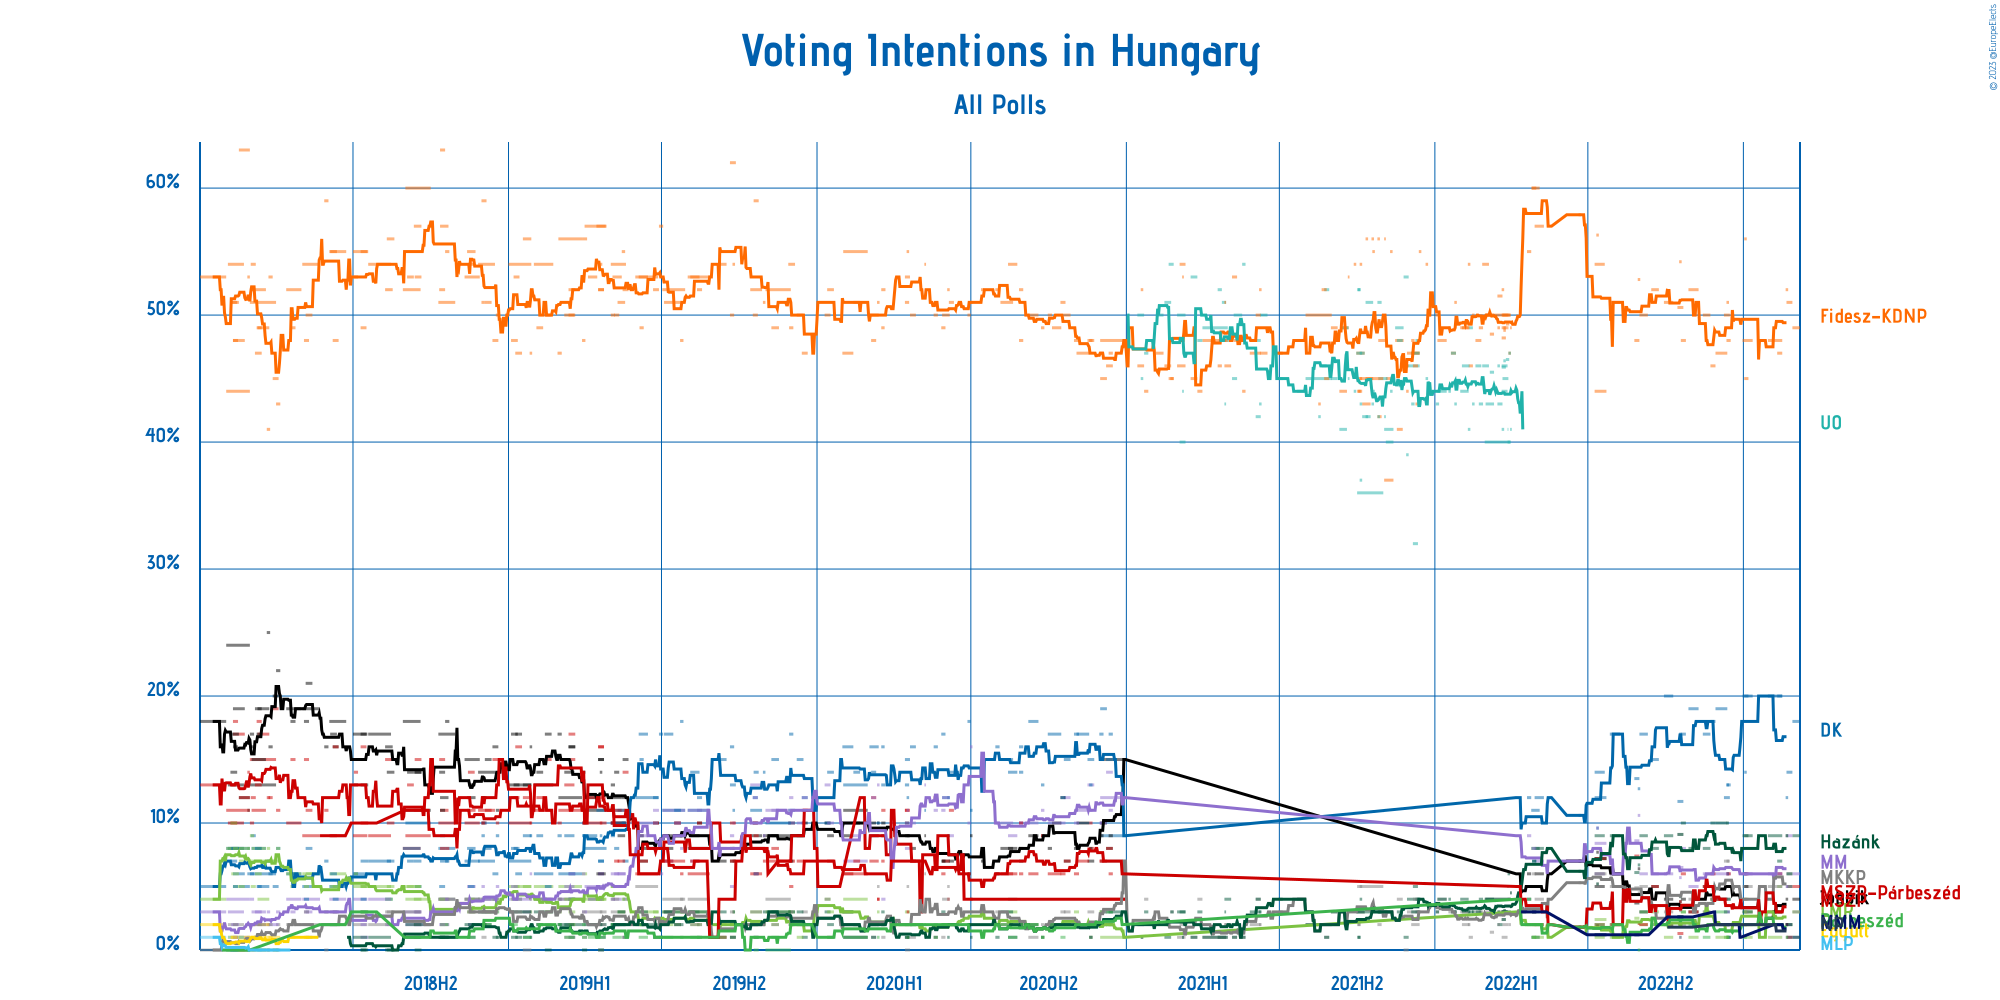 © 2023 @EuropeElects
Voting Intentions in Hungary
All Polls
60%
50%
40%
30%
20%
10%
0%
Fidesz–KDNP
UO
DK
Hazánk
MM
MKKP
MSZP–Párbeszéd
MMM
MLP
2018H2
2019H1
2019H2
2020H1
2020H2
2021H1
2021H2
2022H1
2022H2